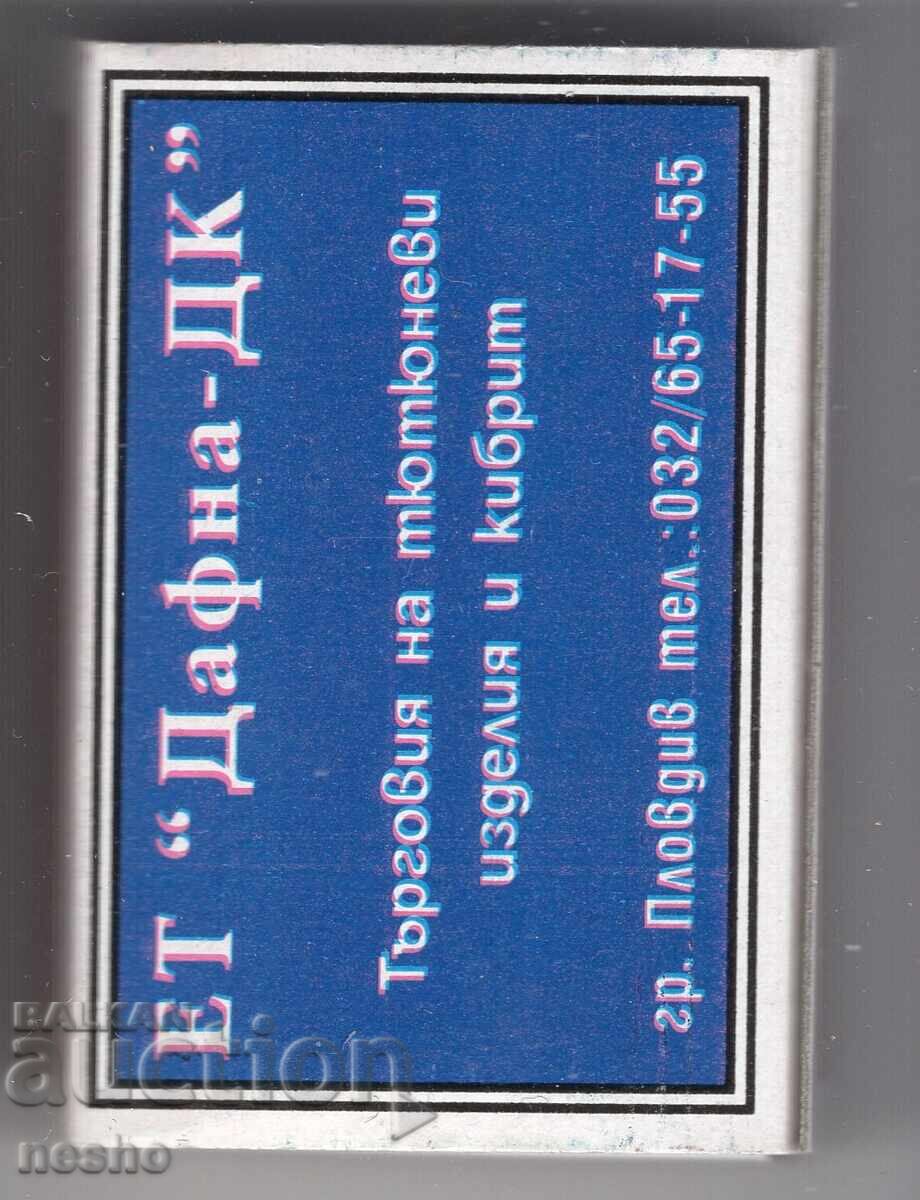 ЕТ “Дафна-ДК”
Търговия на тютюневи
изделия и кибрит
гр. Пловдив тел.:032/65-17-55
BALKAN
auction
nesho